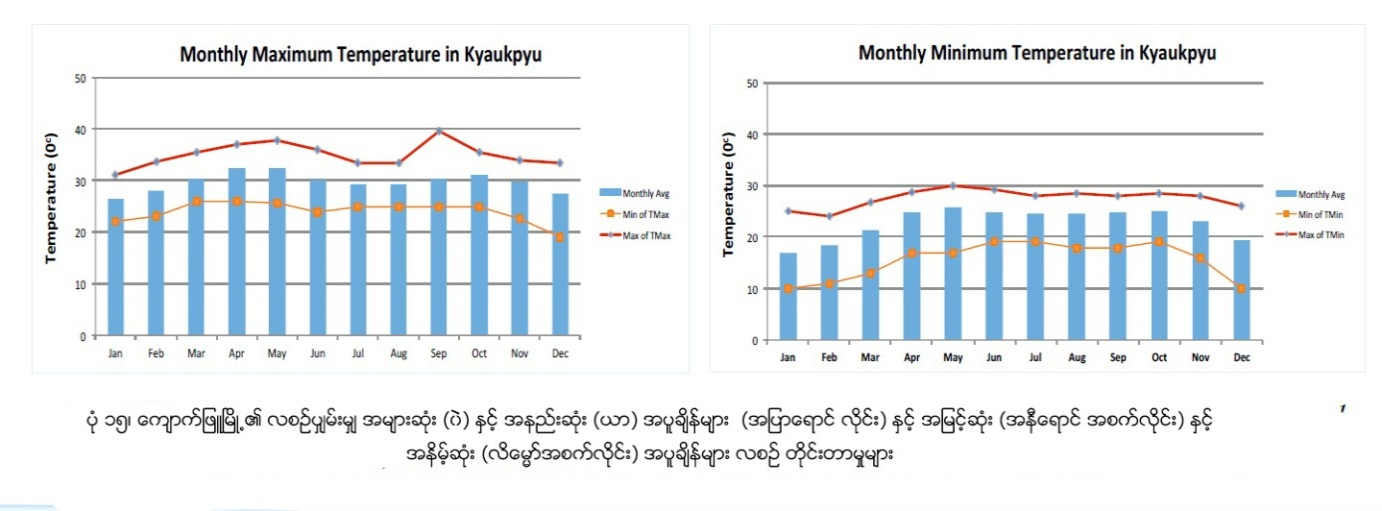 Monthly Maximum Temperature in Kyaukpyu
Temperature (0ᶜ)
50
40
30
20
10
0
Jan Feb Mar Apr May Jun Jul Aug Sep Oct Nov Dec
Monthly Avg
Min of TMax
Max of TMax
Monthly Minimum Temperature in Kyaukpyu
Temperature (0ᶜ)
50
40
30
20
10
0
Jan Feb Mar Apr May Jun Jul Aug Sep Oct Nov Dec
Monthly Avg
Min of TMin
Max of TMin
ပုံ ၁၅၊ ကျောက်ဖြူမြို့၏ လစဉ်ပျမ်းမျှ အများဆုံး (ဝဲ) နှင့် အနည်းဆုံး (ယာ) အပူချိန်များ (အပြာရောင် လိုင်း) နှင့် အမြင့်ဆုံး (အနီရောင် အစက်လိုင်း) နှင့်
အနိမ့်ဆုံး (လိမ္မော်အစက်လိုင်း) အပူချိန်များ လစဉ် တိုင်းတာမှုများ
1